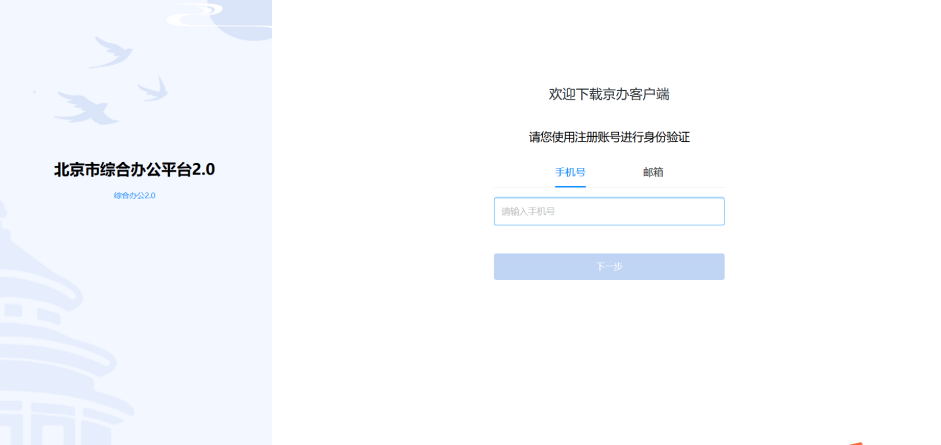 北京市综合办公平台2.0
综合办公2.0
欢迎下载京办客户端
请您使用注册账号进行身份验证
手机号 邮箱
请输入手机号
下一步